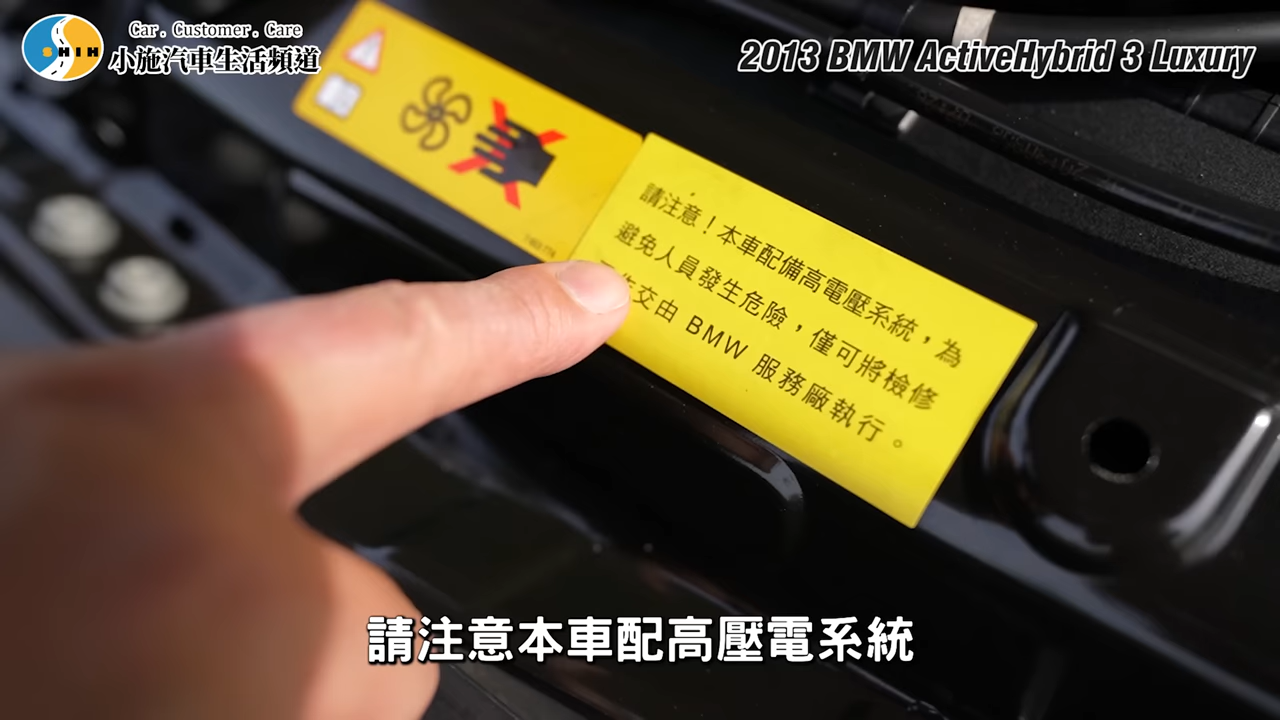 Car. Customer. Care
SHIH
小施汽車生活頻道
2013 BMW ActiveHybrid 3 Luxury
請注意！本車配備高電壓系統，為
避免人員發生危險，僅可將檢修
交由 BMW 服務廠執行。
請注意本車配高壓電系統